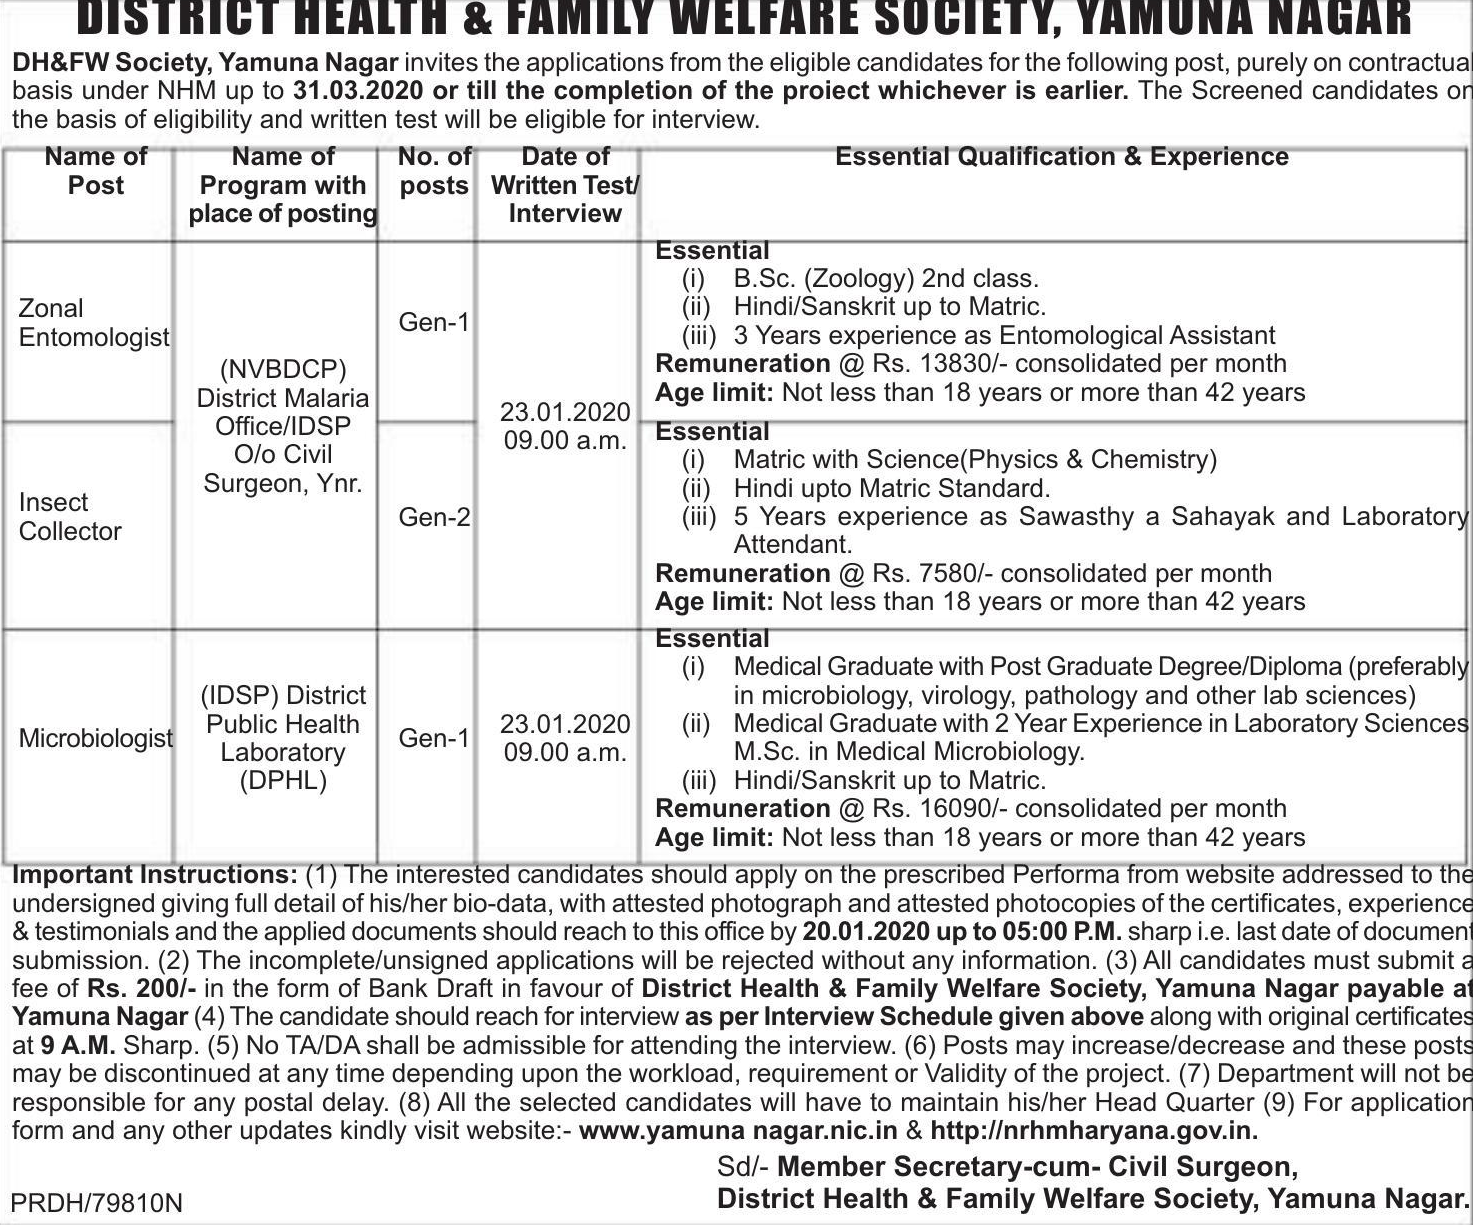 DISTRICT HEALTH & FAMILY WELFARE SOCIETY, YAMUNA NAGAR
DH&FW Society, Yamuna Nagar invites the applications from the eligible candidates for the following post, purely on contractual
basis under NHM up to 31.03.2020 or till the completion of the proiect whichever is earlier. The Screened candidates on
the basis of eligibility and written test will be eligible for interview.
Name of
Post
Name of
Program with
place of posting
No. of
posts
Date of
Written Test/
Interview
Essential Qualification & Experience
Zonal
Entomologist
(NVBDCP)
District Malaria
Office/IDSP
O/o Civil
Surgeon, Ynr.
Gen-1
23.01.2020
09.00 a.m.
Essential
(i) B.Sc. (Zoology) 2nd class.
(ii) Hindi/Sanskrit up to Matric.
(iii) 3 Years experience as Entomological Assistant
Remuneration @ Rs. 13830/- consolidated per month
Age limit: Not less than 18 years or more than 42 years
Insect
Collector
Gen-2
Essential
(i) Matric with Science(Physics & Chemistry)
(ii) Hindi upto Matric Standard.
(iii) 5 Years experience as Sawasthy a Sahayak and Laboratory
Attendant.
Remuneration @ Rs. 7580/- consolidated per month
Age limit: Not less than 18 years or more than 42 years
Microbiologist
(IDSP) District
Public Health
Laboratory
(DPHL)
Gen-1
23.01.2020
09.00 a.m.
Essential
(i) Medical Graduate with Post Graduate Degree/Diploma (preferably
in microbiology, virology, pathology and other lab sciences)
(ii) Medical Graduate with 2 Year Experience in Laboratory Sciences
M.Sc. in Medical Microbiology.
(iii) Hindi/Sanskrit up to Matric.
Remuneration @ Rs. 16090/- consolidated per month
Age limit: Not less than 18 years or more than 42 years
Important Instructions: (1) The interested candidates should apply on the prescribed Performa from website addressed to the
undersigned giving full detail of his/her bio-data, with attested photograph and attested photocopies of the certificates, experience
& testimonials and the applied documents should reach to this office by 20.01.2020 up to 05:00 P.M. sharp i.e. last date of document
submission. (2) The incomplete/unsigned applications will be rejected without any information. (3) All candidates must submit a
fee of Rs. 200/- in the form of Bank Draft in favour of District Health & Family Welfare Society, Yamuna Nagar payable at
Yamuna Nagar (4) The candidate should reach for interview as per Interview Schedule given above along with original certificates
at 9 A.M. Sharp. (5) No TA/DA shall be admissible for attending the interview. (6) Posts may increase/decrease and these posts
may be discontinued at any time depending upon the workload, requirement or Validity of the project. (7) Department will not be
responsible for any postal delay. (8) All the selected candidates will have to maintain his/her Head Quarter (9) For application
form and any other updates kindly visit website:- www.yamuna nagar.nic.in & http://nrhmharyana.gov.in.
Sd/- Member Secretary-cum- Civil Surgeon,
PRDH/79810N
District Health & Family Welfare Society, Yamuna Nagar.